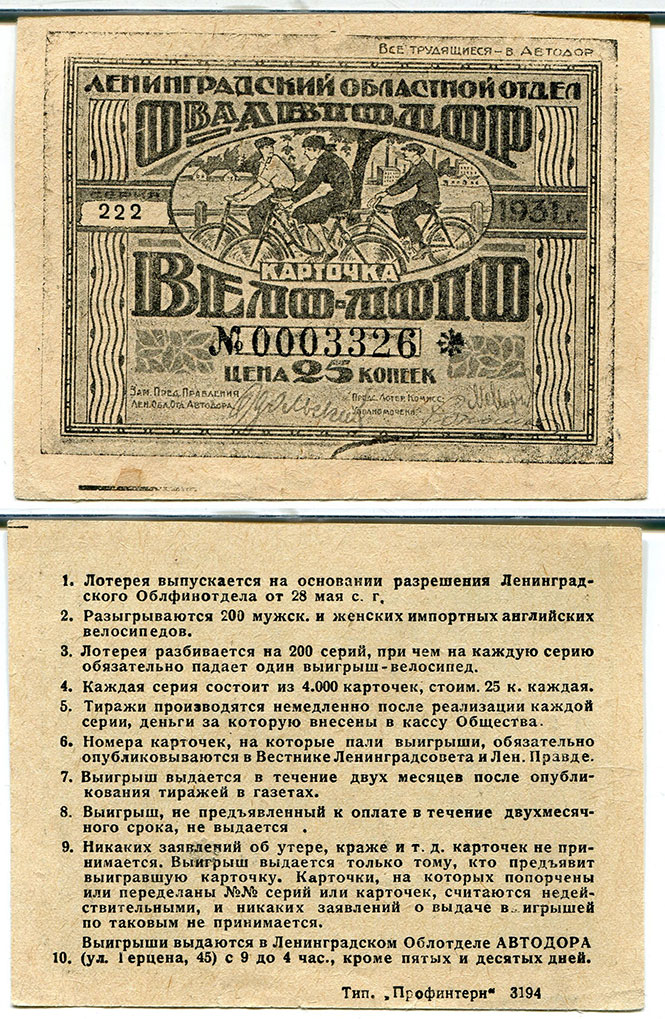 Все трудящиеся – в Автодор
ЛЕНИНГРАДСКИЙ ОБЛАСТНОЙ ОТДЕЛ
О-ВА АВТОДОР
СЕРИЯ
222
1931 г.
КАРТОЧКА
ВЕЛО-ЛОТО
№ 0003326
ЦЕНА 25 КОПЕЕК
Зам. Пред. Правления
Лен. Обл. Отд. Автодора
Пред. Лотер. Комисс:
Уполномочен:
1. Лотерея выпускается на основании разрешения Ленинград-
ского Облфинотдела от 28 мая с. г.
2. Разыгрываются 200 мужск. и женских импортных английских
велосипедов.
3. Лотерея разбивается на 200 серий, при чем на каждую серию
обязательно падает один выигрыш-велосипед.
4. Каждая серия состоит из 4.000 карточек, стоим. 25 к. каждая.
5. Тиражи производятся немедленно после реализации каждой
серии, деньги за которую внесены в кассу Общества.
6. Номера карточек, на которые пали выигрыши, обязательно
опубликовываются в Вестнике Ленинградсовета и Лен. Правде.
7. Выигрыш выдается в течение двух месяцев после опубли-
кования тиражей в газетах.
8. Выигрыш, не предъявленный к оплате в течение двухмесяч-
ного срока, не выдается .
9. Никаких заявлений об утере, краже и т. д. карточек не при-
нимается. Выигрыш выдается только тому, кто предъявит
выигравшую карточку. Карточки, на которых попорчены
или переделаны №№ серий или карточек, считаются недей-
ствительными, и никаких заявлений о выдаче выигрышей
по таковым не принимается.
Выигрыши выдаются в Ленинградском Облотделе АВТОДОРА
10. (ул. Герцена, 45) с 9 до 4 час., кроме пятых и десятых дней.
Тип. „Профинтерн“ 3194